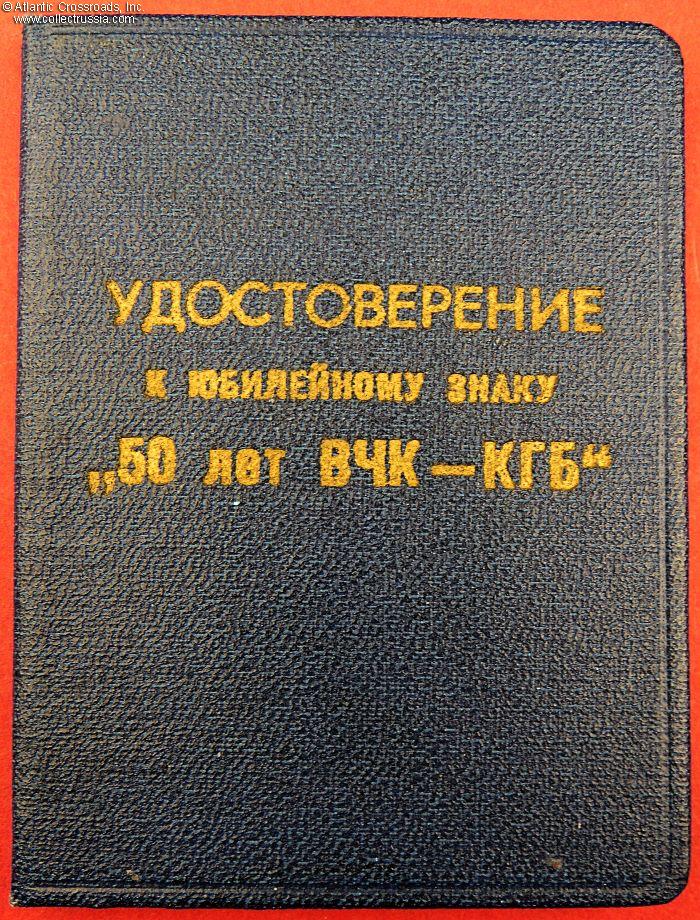 © Atlantic Crossroads, Inc.
www.collectrussia.com
УДОСТОВЕРЕНИЕ
К ЮБИЛЕЙНОМУ ЗНАКУ
„50 лет ВЧК—КГБ“